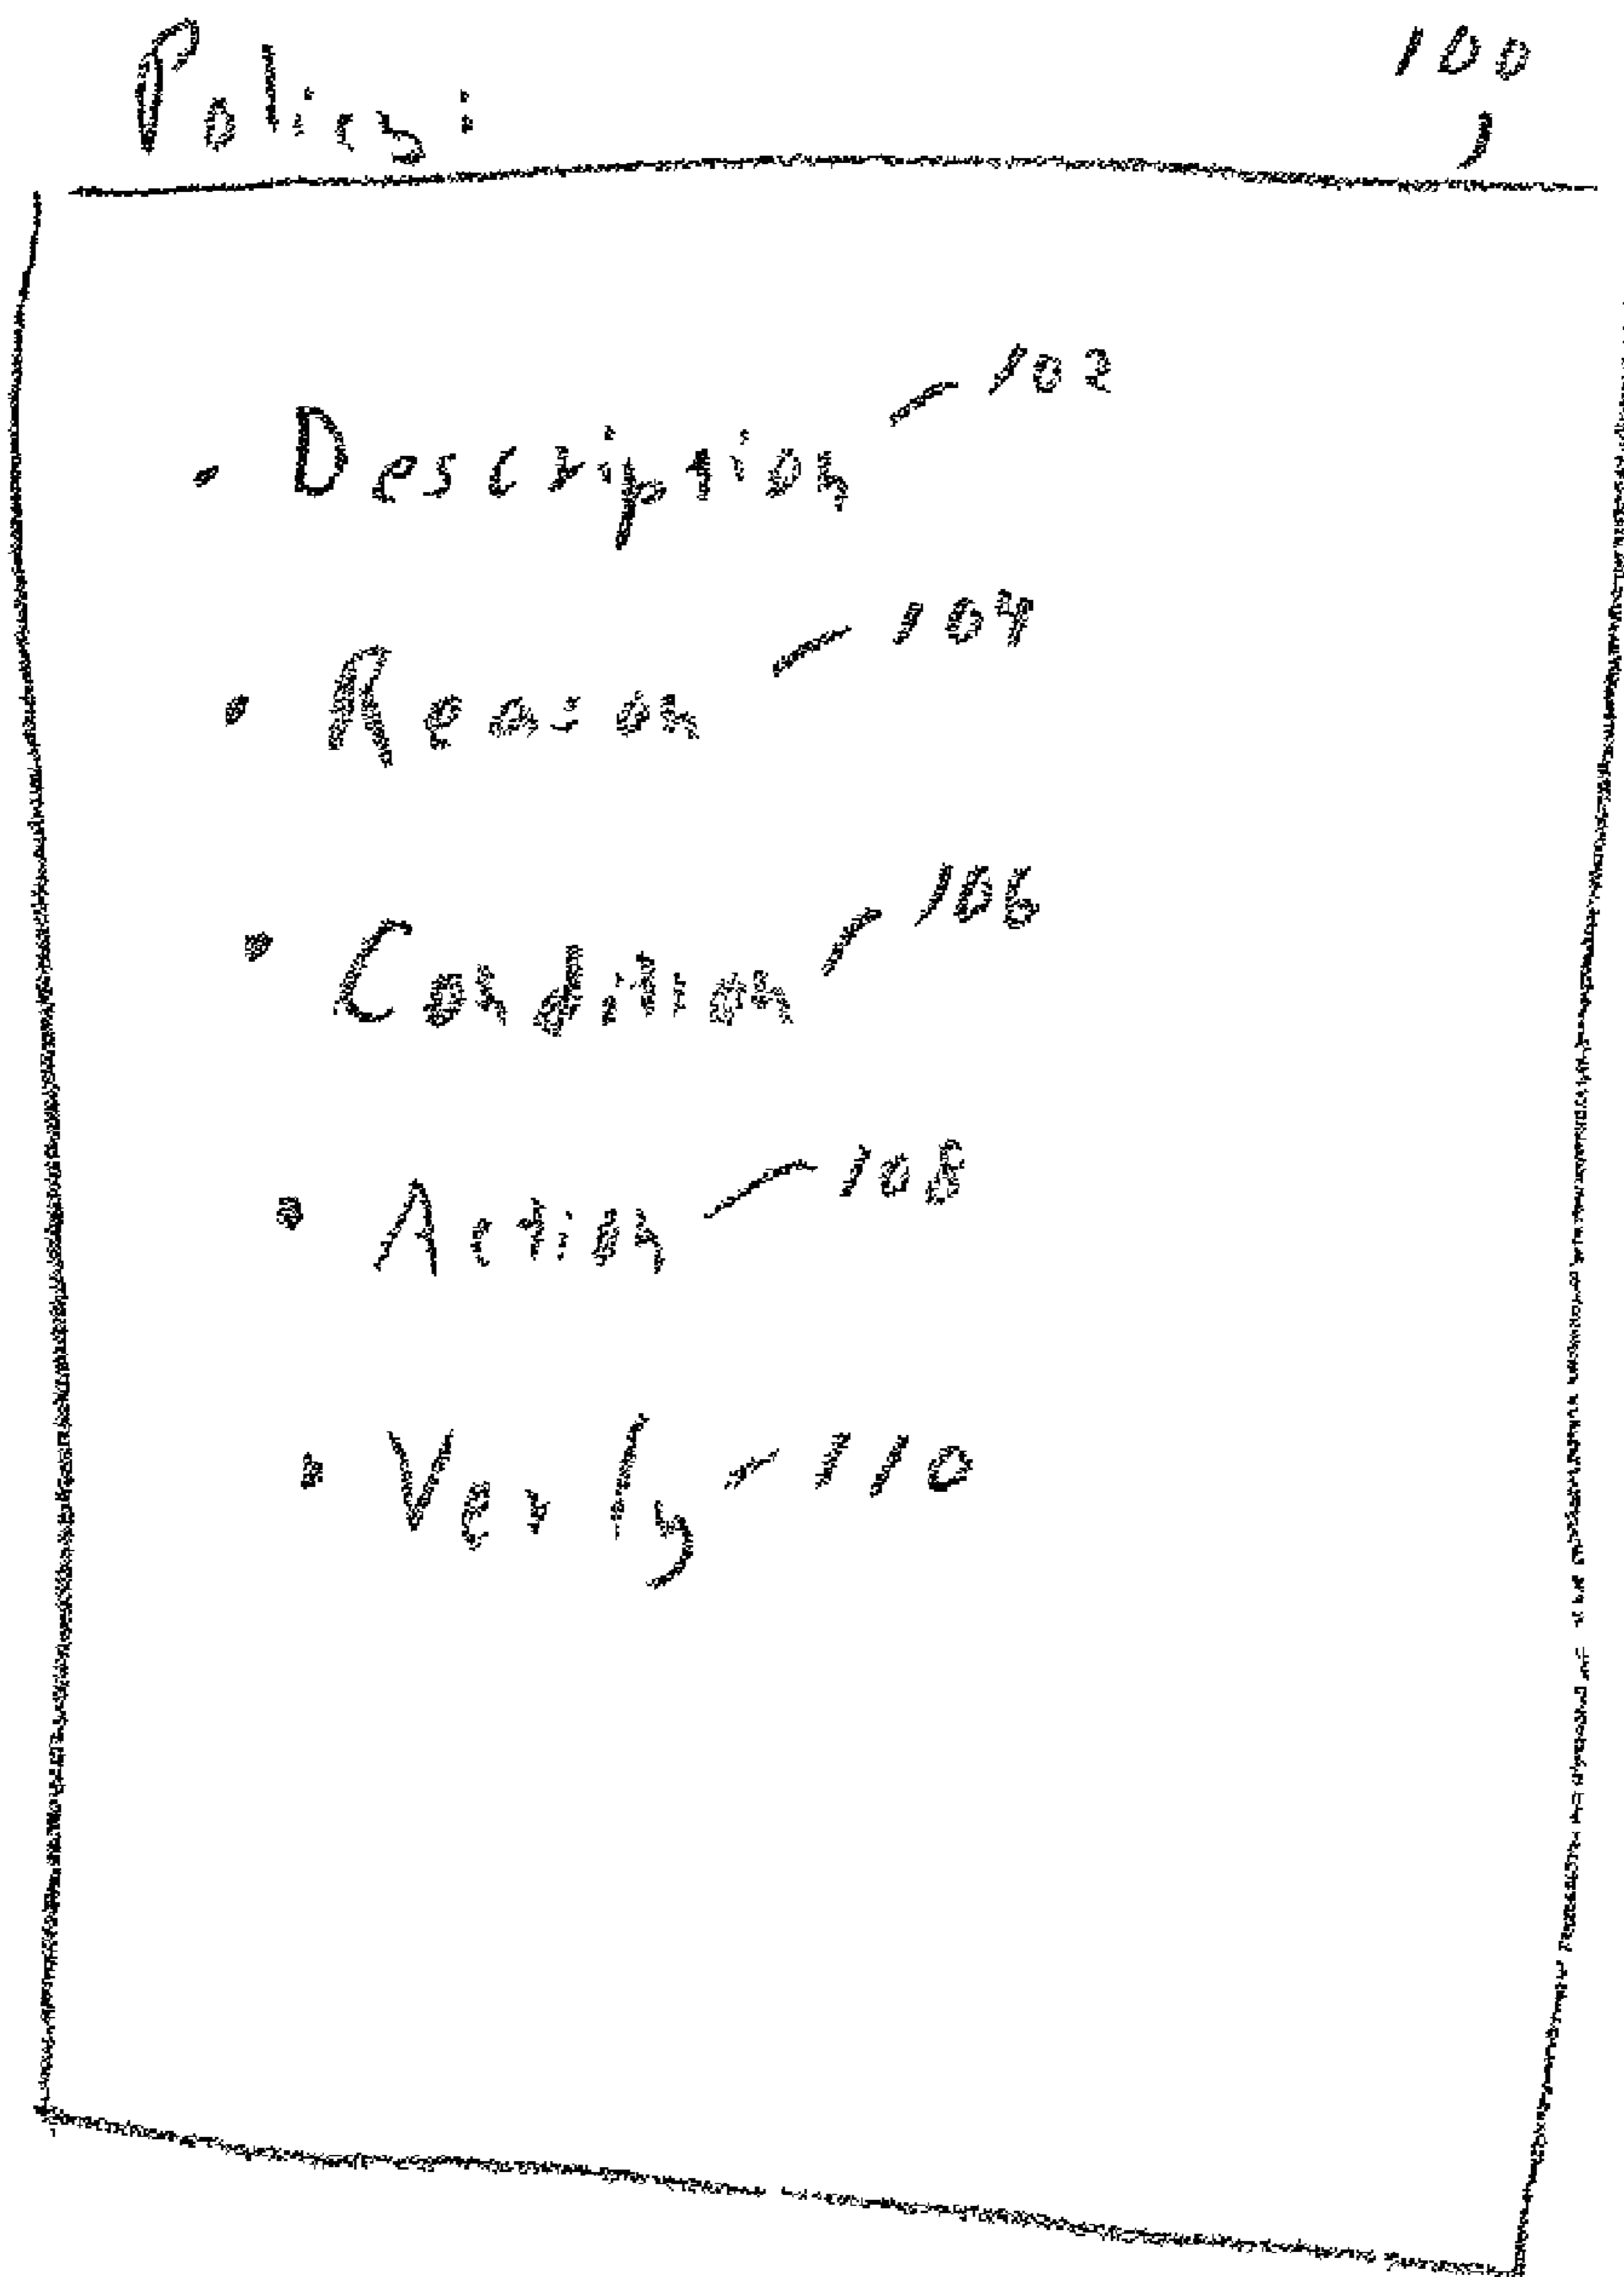 Policy: 100
• Description 102
• Reason 104
• Condition 106
• Action 108
• Verify 110